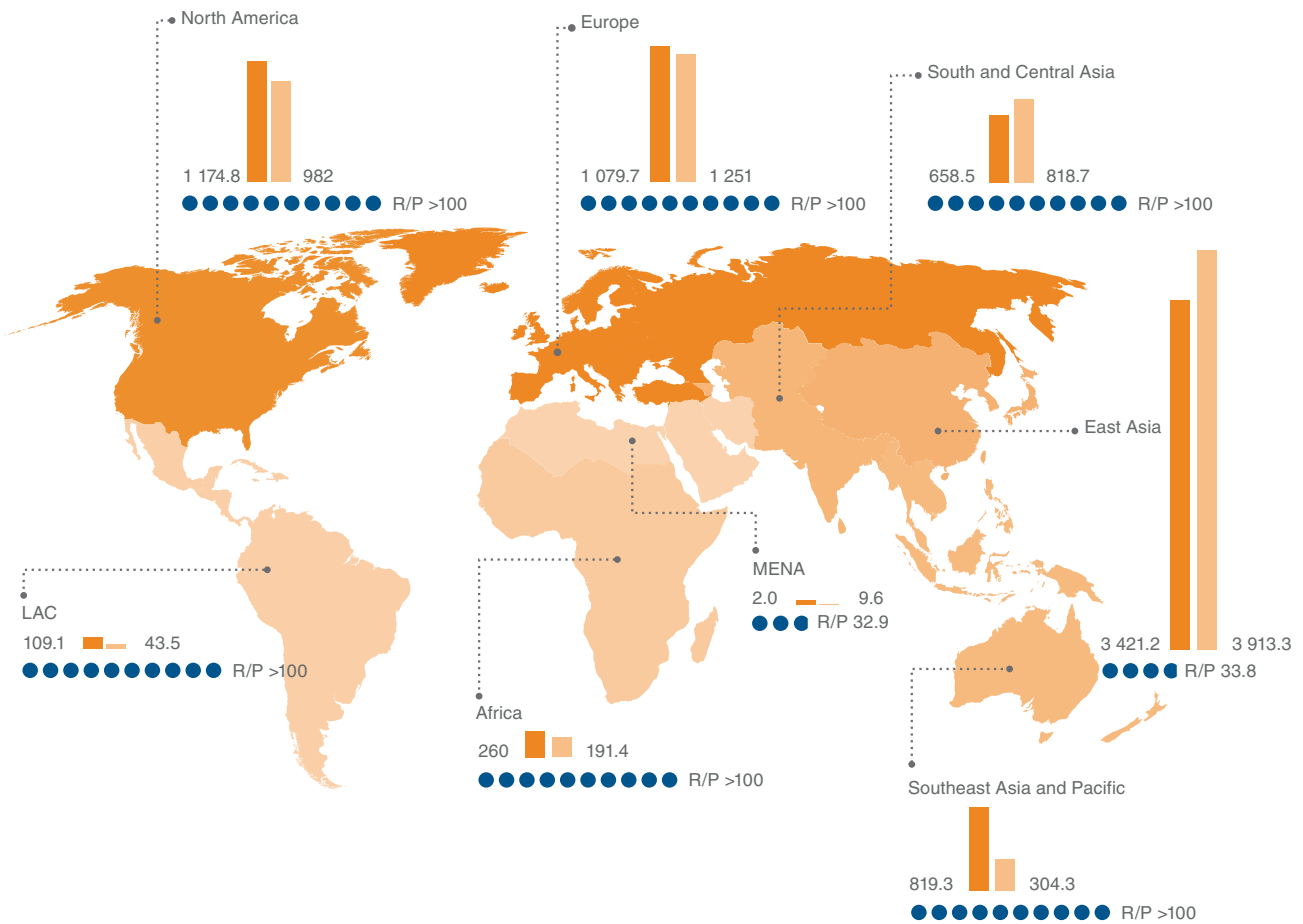 North America
1 174.8 982
R/P >100
Europe
1 079.7 1 251
R/P >100
South and Central Asia
658.5 818.7
R/P >100
East Asia
3 421.2 3 913.3
R/P 33.8
MENA
2.0 9.6
R/P 32.9
LAC
109.1 43.5
R/P >100
Africa
260 191.4
R/P >100
Southeast Asia and Pacific
819.3 304.3
R/P >100